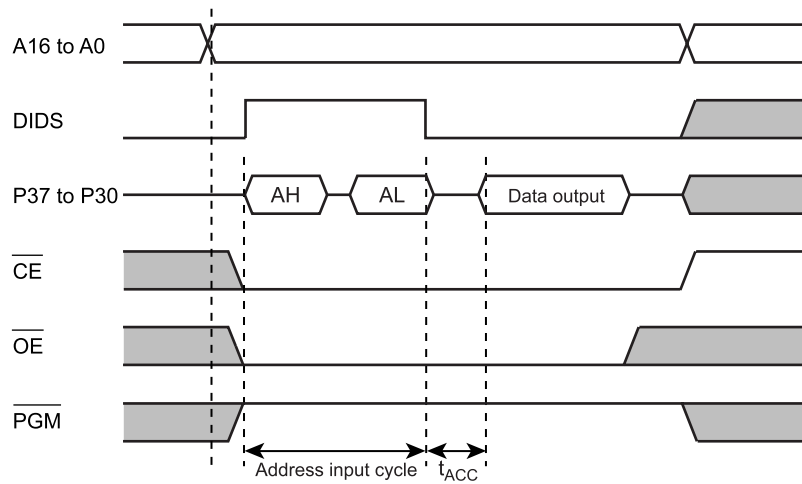 A16 to A0
DIDS
P37 to P30
AH
AL
Data output
CE
OE
PGM
Address input cycle
tACC